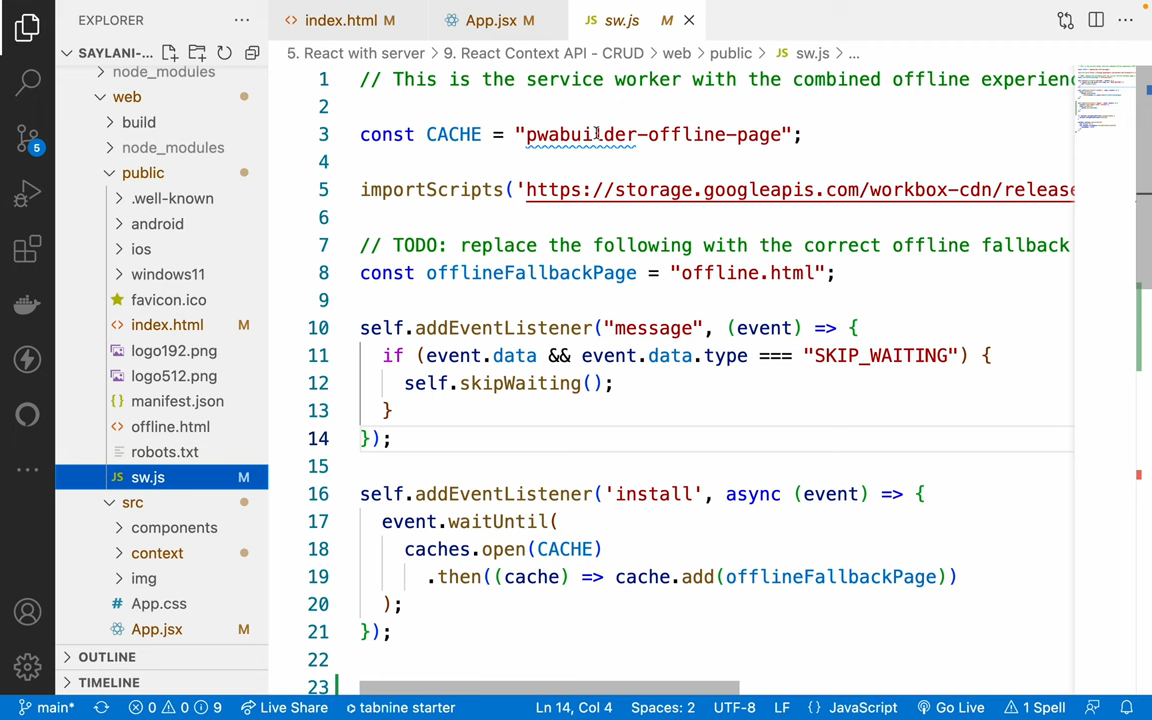 EXPLORER
index.html M
App.jsx M
JS sw.js M
SAYLANI-...
5. React with server > 9. React Context API - CRUD > web > public > JS sw.js > ...
node_modules
web
build
node_modules
public
.well-known
android
ios
windows11
favicon.ico
index.html M
logo192.png
logo512.png
{} manifest.json
offline.html
robots.txt
JS sw.js M
src
components
context
img
# App.css
App.jsx M
OUTLINE
TIMELINE
5
1 // This is the service worker with the combined offline experienc
2
3 const CACHE = "pwabuilder-offline-page";
4
5 importScripts('https://storage.googleapis.com/workbox-cdn/release
6
7 // TODO: replace the following with the correct offline fallback
8 const offlineFallbackPage = "offline.html";
9
10 self.addEventListener("message", (event) => {
11 if (event.data && event.data.type === "SKIP_WAITING") {
12 self.skipWaiting();
13 }
14 });
15
16 self.addEventListener('install', async (event) => {
17 event.waitUntil(
18 caches.open(CACHE)
19 .then((cache) => cache.add(offlineFallbackPage))
20 );
21 });
22
23
main* 0 0 9 Live Share tabnine starter Ln 14, Col 4 Spaces: 2 UTF-8 LF {} JavaScript Go Live 1 Spell